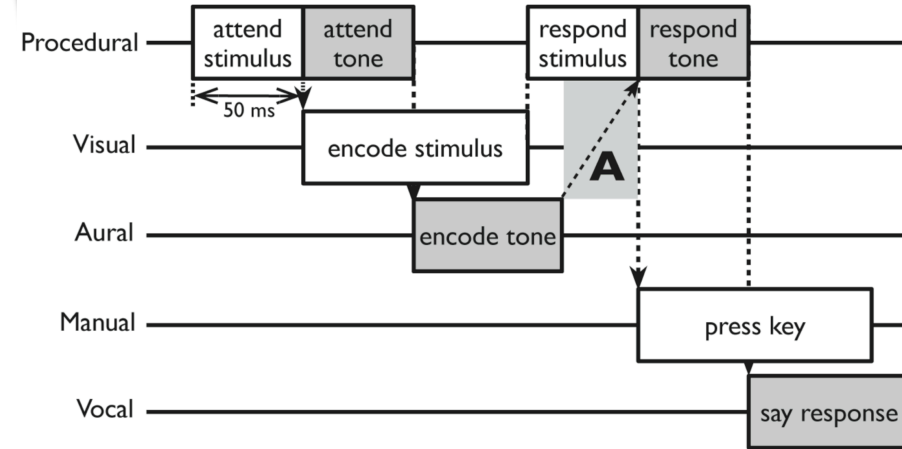 Procedural
attend
stimulus
attend
tone
respond
stimulus
respond
tone
50 ms
Visual
encode stimulus
A
Aural
encode tone
Manual
press key
Vocal
say response